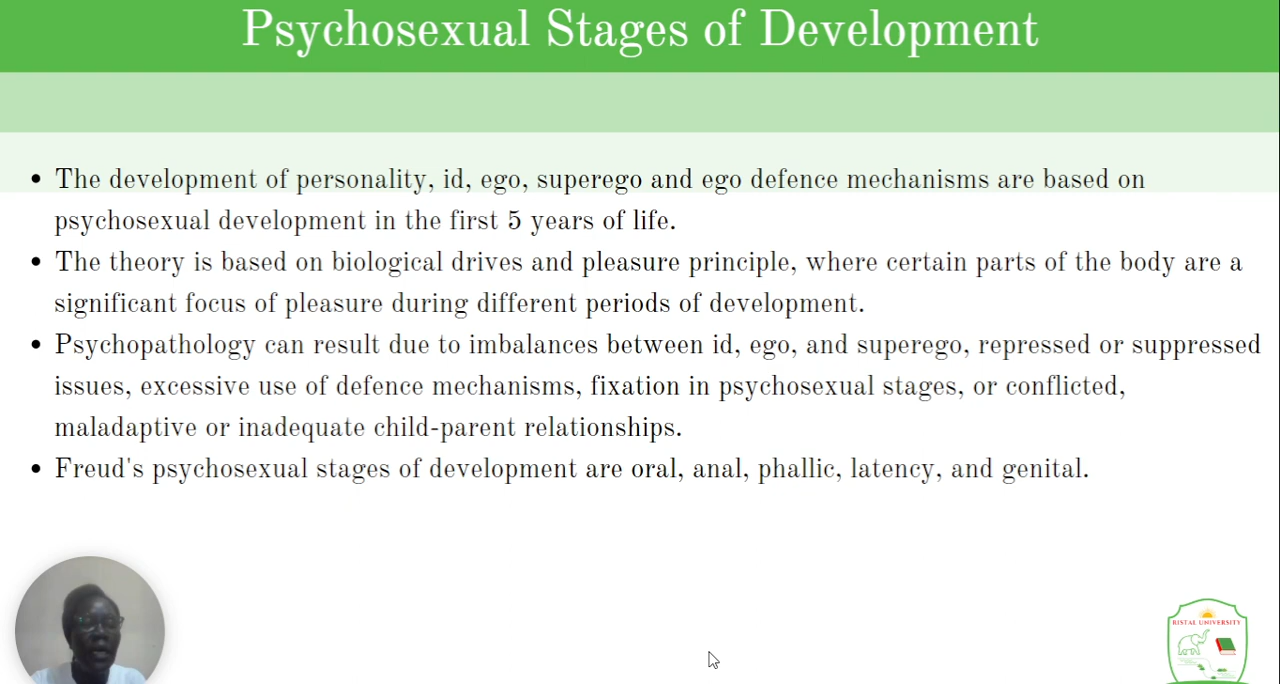 Psychosexual Stages of Development
• The development of personality, id, ego, superego and ego defence mechanisms are based on
psychosexual development in the first 5 years of life.
• The theory is based on biological drives and pleasure principle, where certain parts of the body are a
significant focus of pleasure during different periods of development.
• Psychopathology can result due to imbalances between id, ego, and superego, repressed or suppressed
issues, excessive use of defence mechanisms, fixation in psychosexual stages, or conflicted,
maladaptive or inadequate child-parent relationships.
• Freud's psychosexual stages of development are oral, anal, phallic, latency, and genital.
RISTAL UNIVERSITY